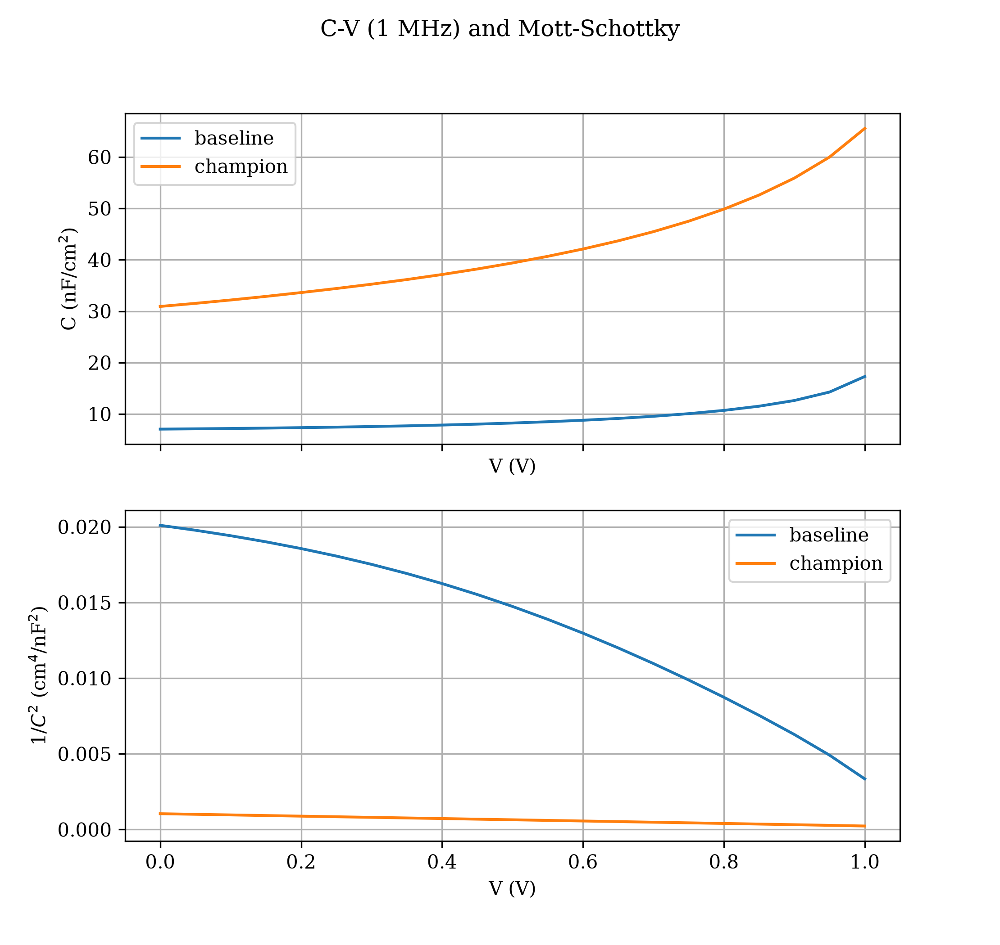 C-V (1 MHz) and Mott-Schottky
baseline
champion
60
50
40
30
20
10
C (nF/cm²)
V (V)
baseline
champion
0.020
0.015
0.010
0.005
0.000
1/C² (cm⁴/nF²)
0.0 0.2 0.4 0.6 0.8 1.0
V (V)